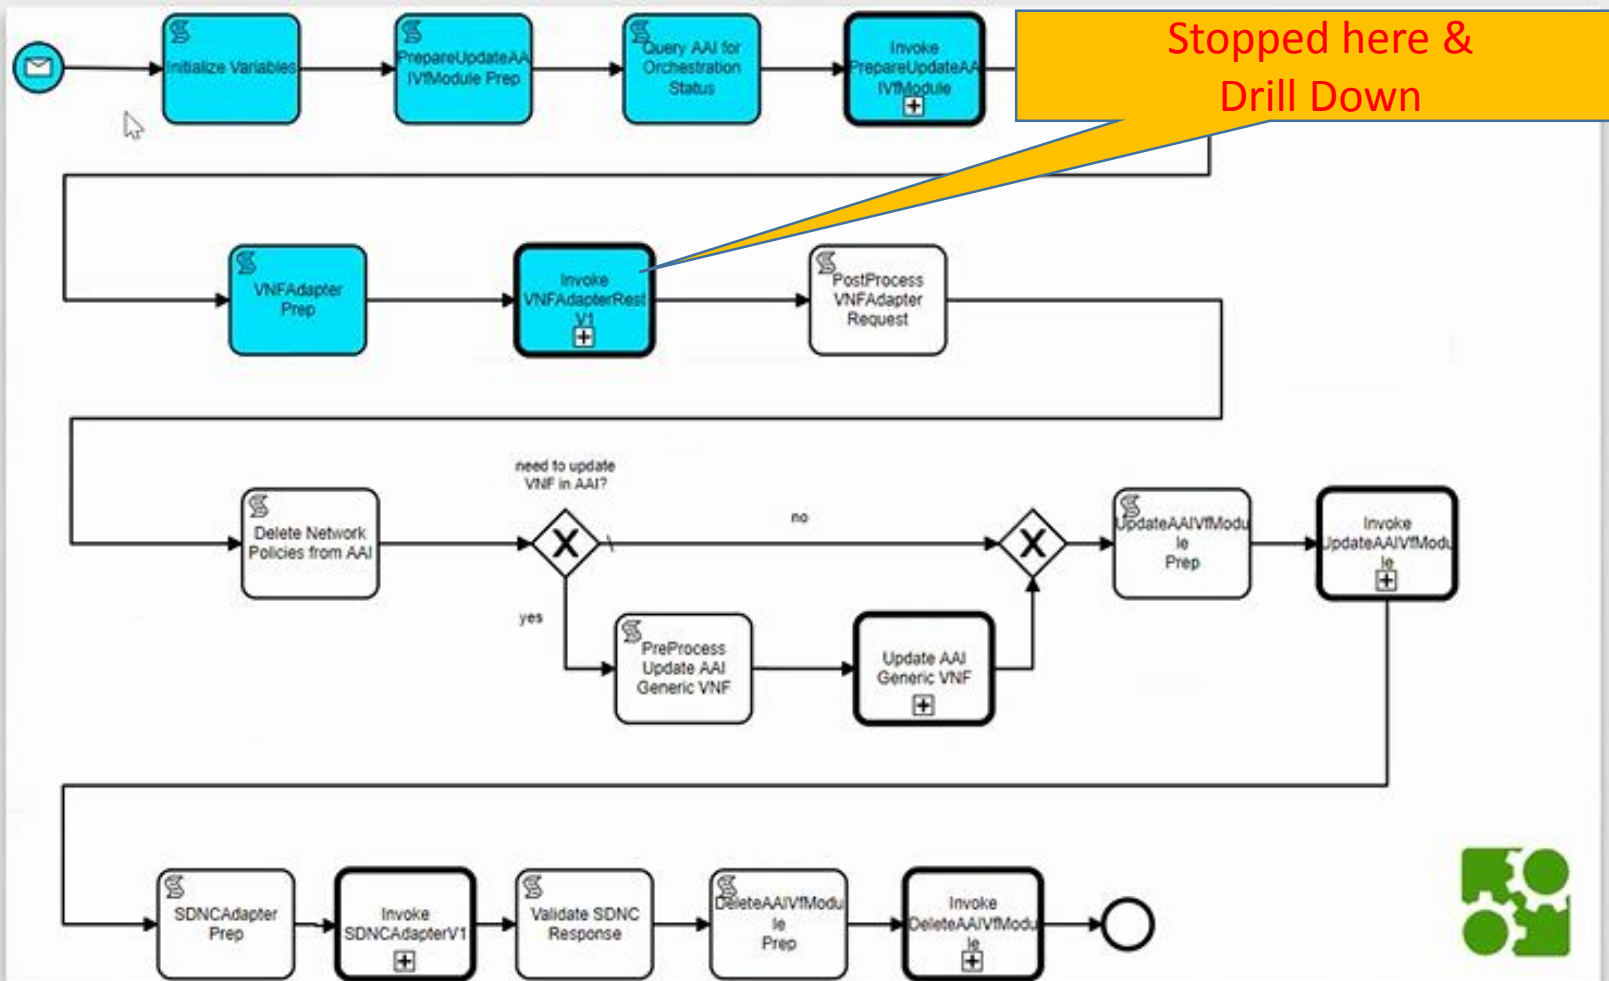 Initialize Variables
PrepareUpdateAA
IVfModule Prep
Query AAI for
Orchestration
Status
Invoke
PrepareUpdateAA
IVfModule
Stopped here &
Drill Down
VNFAdapter
Prep
Invoke
VNFAdapterRest
V1
PostProcess
VNFAdapter
Request
Delete Network
Policies from AAI
need to update
VNF in AAI?
no
yes
PreProcess
Update AAI
Generic VNF
Update AAI
Generic VNF
UpdateAAIVfModu
le
Prep
Invoke
UpdateAAIVfModu
le
SDNCAdapter
Prep
Invoke
SDNCAdapterV1
Validate SDNC
Response
DeleteAAIVfModu
le
Prep
Invoke
DeleteAAIVfModu
le